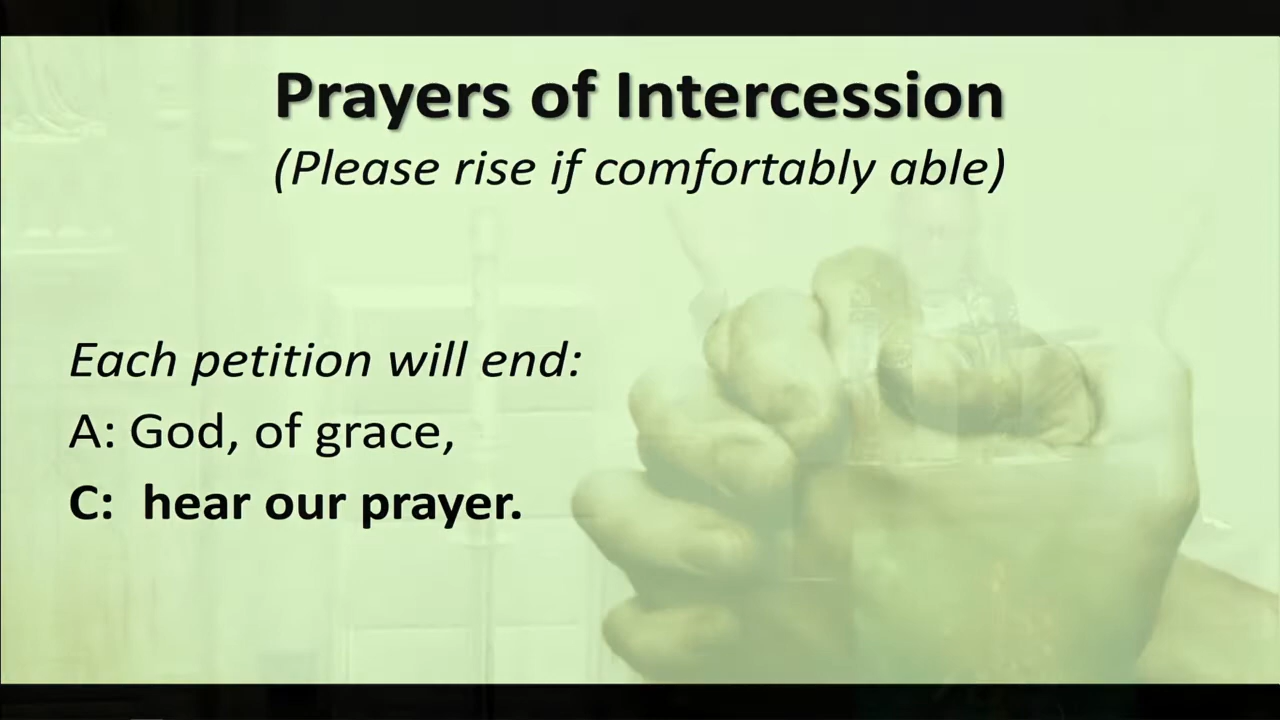 Prayers of Intercession
(Please rise if comfortably able)
Each petition will end:
A: God, of grace,
C: hear our prayer.